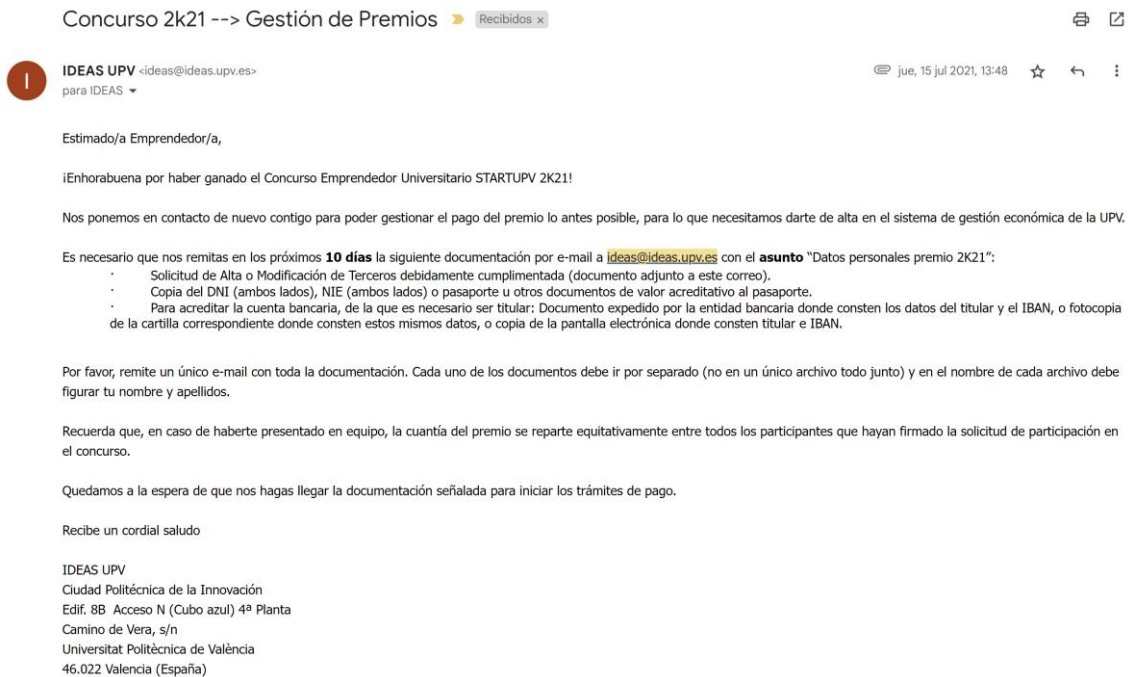 Concurso 2k21 --> Gestión de Premios
Recibidos ×
I
IDEAS UPV <ideas@ideas.upv.es>
jue, 15 jul 2021, 13:48
para IDEAS
Estimado/a Emprendedor/a,
¡Enhorabuena por haber ganado el Concurso Emprendedor Universitario STARTUPV 2K21!
Nos ponemos en contacto de nuevo contigo para poder gestionar el pago del premio lo antes posible, para lo que necesitamos darte de alta en el sistema de gestión económica de la UPV.
Es necesario que nos remitas en los próximos 10 días la siguiente documentación por e-mail a ideas@ideas.upv.es con el asunto “Datos personales premio 2K21”:
· Solicitud de Alta o Modificación de Terceros debidamente cumplimentada (documento adjunto a este correo).
· Copia del DNI (ambos lados), NIE (ambos lados) o pasaporte u otros documentos de valor acreditativo al pasaporte.
· Para acreditar la cuenta bancaria, de la que es necesario ser titular: Documento expedido por la entidad bancaria donde consten los datos del titular y el IBAN, o fotocopia
de la cartilla correspondiente donde consten estos mismos datos, o copia de la pantalla electrónica donde consten titular e IBAN.
Por favor, remite un único e-mail con toda la documentación. Cada uno de los documentos debe ir por separado (no en un único archivo todo junto) y en el nombre de cada archivo debe
figurar tu nombre y apellidos.
Recuerda que, en caso de haberte presentado en equipo, la cuantía del premio se reparte equitativamente entre todos los participantes que hayan firmado la solicitud de participación en
el concurso.
Quedamos a la espera de que nos hagas llegar la documentación señalada para iniciar los trámites de pago.
Recibe un cordial saludo
IDEAS UPV
Ciudad Politécnica de la Innovación
Edif. 8B Acceso N (Cubo azul) 4ª Planta
Camino de Vera, s/n
Universitat Politècnica de València
46.022 Valencia (España)